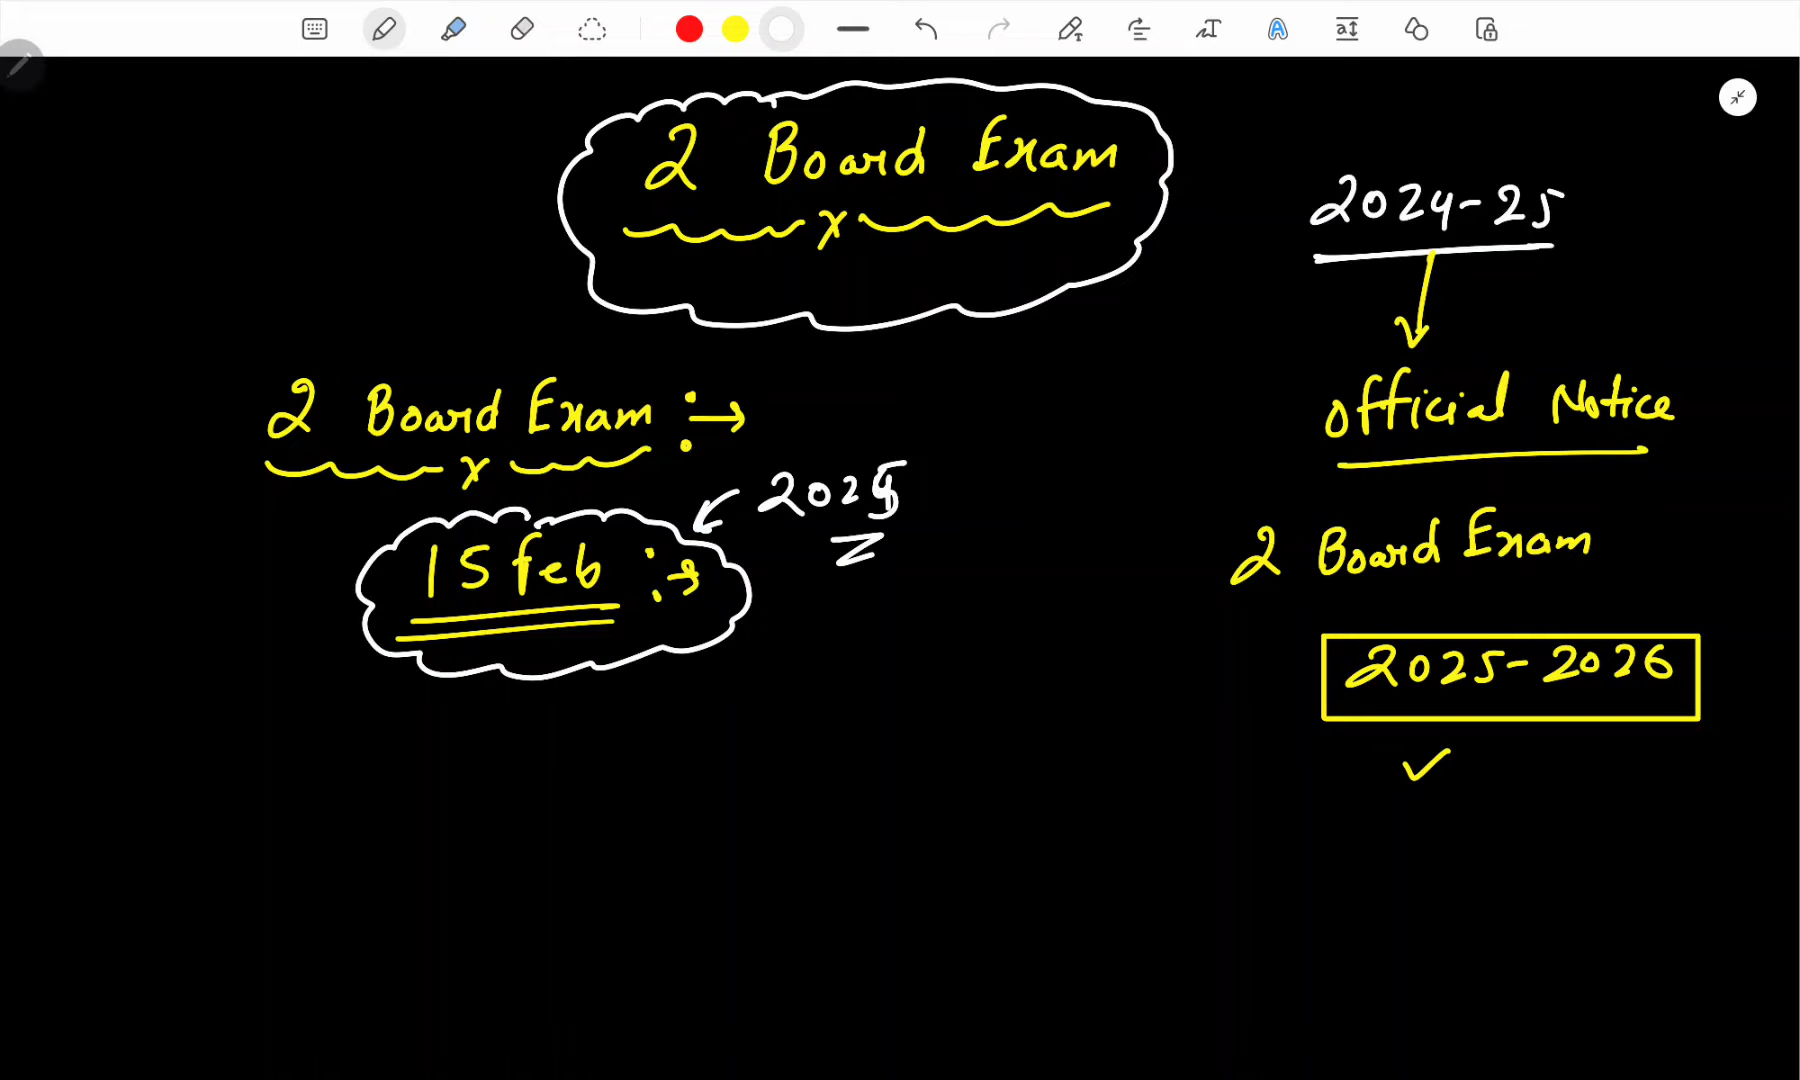 2 Board Exam
x
2 Board Exam :→
x
2025
15 feb :→
2024-25
official Notice
2 Board Exam
2025-2026